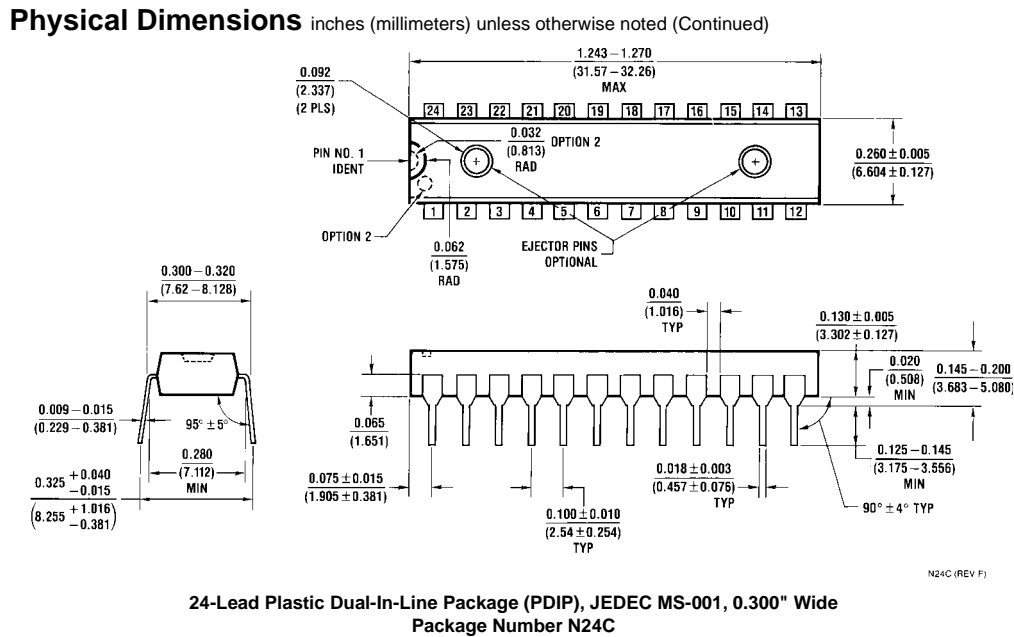 Physical Dimensions inches (millimeters) unless otherwise noted (Continued)
1.243 – 1.270
(31.57 – 32.26)
MAX
0.092
(2.337)
(2 PLS)
24 23 22 21 20 19 18 17 16 15 14 13
0.032
(0.813)
RAD
OPTION 2
PIN NO. 1
IDENT
0.260 ± 0.005
(6.604 ± 0.127)
1 2 3 4 5 6 7 8 9 10 11 12
OPTION 2
0.062
(1.575)
RAD
EJECTOR PINS
OPTIONAL
0.300 – 0.320
(7.62 – 8.128)
0.040
(1.016)
TYP
0.130 ± 0.005
(3.302 ± 0.127)
0.020
(0.508)
MIN
0.145 – 0.200
(3.683 – 5.080)
0.009 – 0.015
(0.229 – 0.381)
95° ± 5°
0.065
(1.651)
0.280
(7.112)
MIN
0.325 + 0.040
– 0.015
(8.255 + 1.016)
– 0.381
0.075 ± 0.015
(1.905 ± 0.381)
0.100 ± 0.010
(2.54 ± 0.254)
TYP
0.018 ± 0.003
(0.457 ± 0.076)
TYP
0.125 – 0.145
(3.175 – 3.556)
MIN
90° ± 4° TYP
N24C (REV F)
24-Lead Plastic Dual-In-Line Package (PDIP), JEDEC MS-001, 0.300" Wide
Package Number N24C